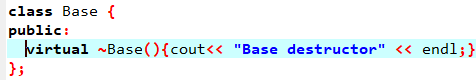 class Base {
public:
  virtual ~Base(){cout<< "Base destructor" << endl;}
};